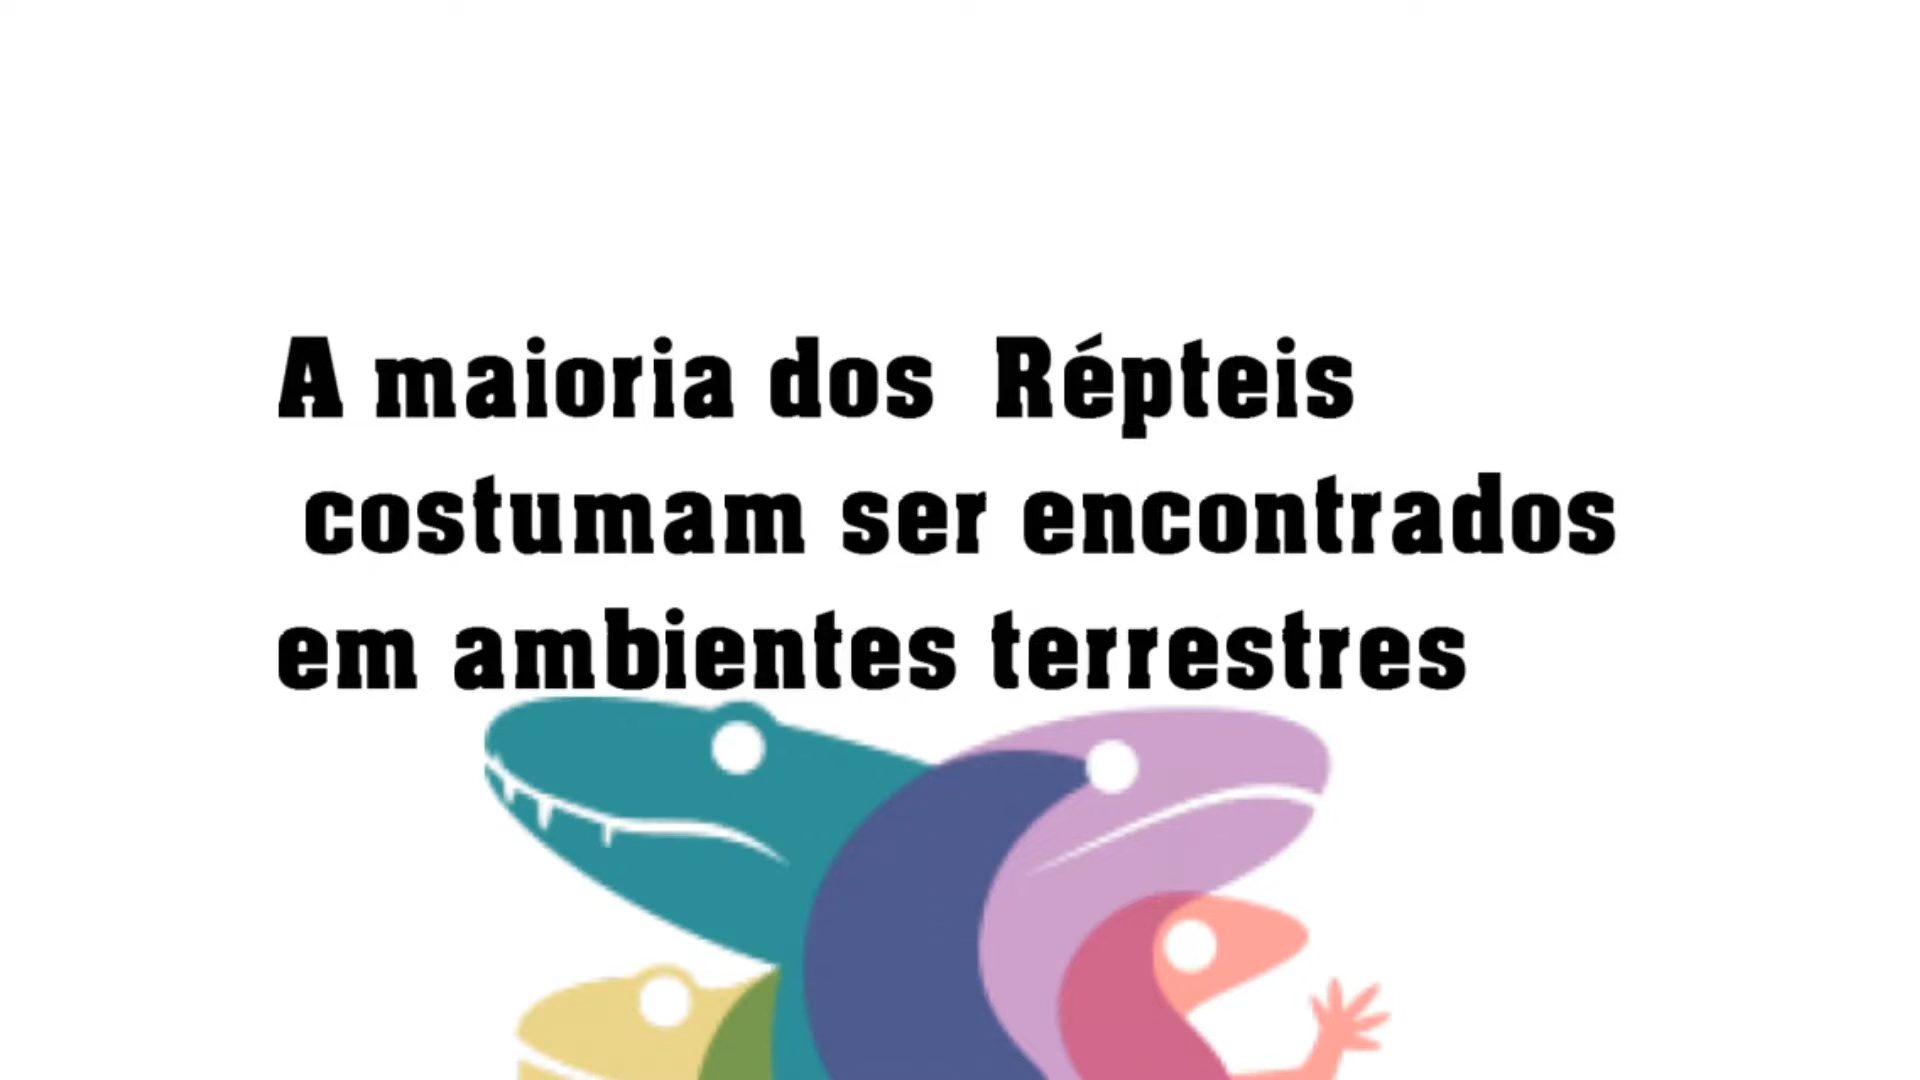 A maioria dos Répteis
costumam ser encontrados
em ambientes terrestres